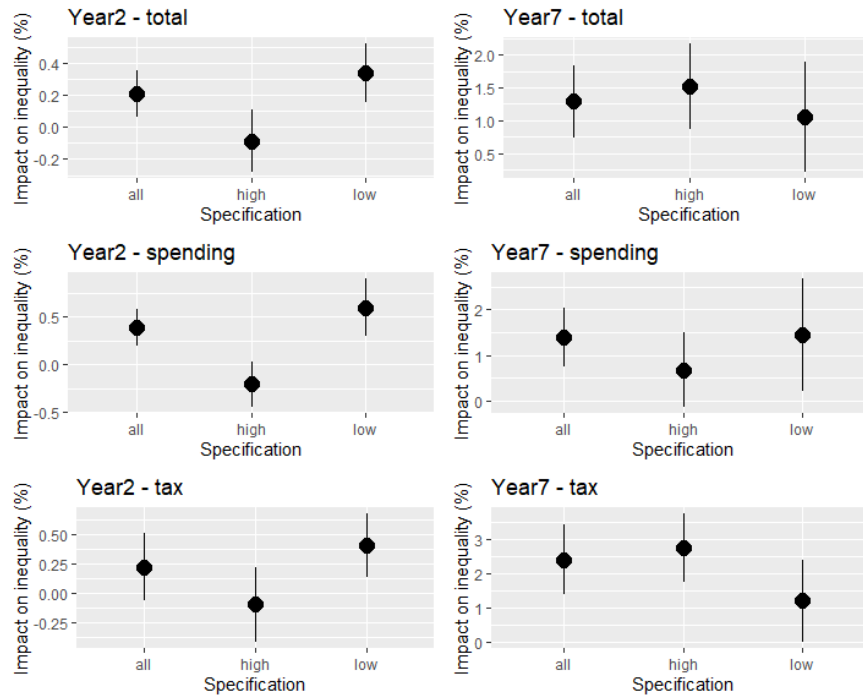 Year2 - total
Impact on inequality (%)
0.4
0.2
0.0
-0.2
all high low
Specification
Year7 - total
Impact on inequality (%)
2.0
1.5
1.0
0.5
all high low
Specification
Year2 - spending
Impact on inequality (%)
0.5
0.0
-0.5
all high low
Specification
Year7 - spending
Impact on inequality (%)
2
1
0
all high low
Specification
Year2 - tax
Impact on inequality (%)
0.50
0.25
0.00
-0.25
all high low
Specification
Year7 - tax
Impact on inequality (%)
3
2
1
0
all high low
Specification